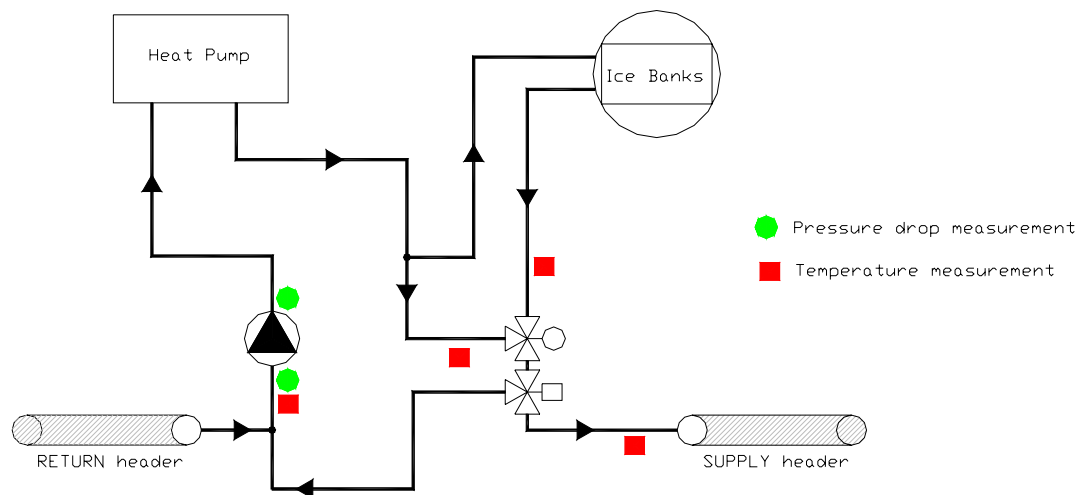 Heat Pump
Ice Banks
Pressure drop measurement
Temperature measurement
RETURN header
SUPPLY header